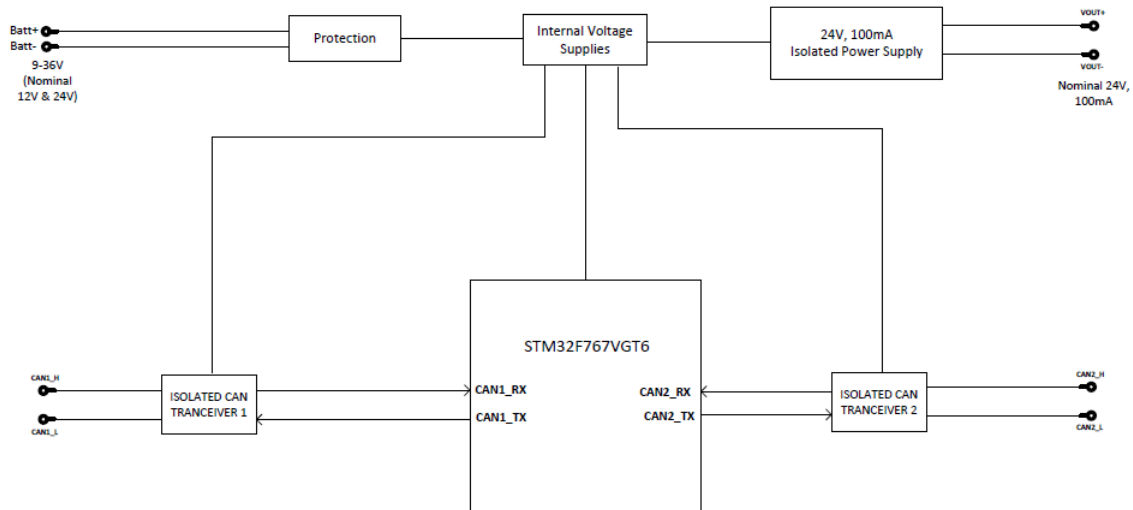 Batt+
Batt-
9-36V
(Nominal
12V & 24V)
Protection
Internal Voltage
Supplies
24V, 100mA
Isolated Power Supply
VOUT+
VOUT-
Nominal 24V,
100mA
STM32F767VGT6
CAN1_H
CAN1_L
ISOLATED CAN
TRANCEIVER 1
CAN1_RX
CAN1_TX
CAN2_RX
CAN2_TX
ISOLATED CAN
TRANCEIVER 2
CAN2_H
CAN2_L